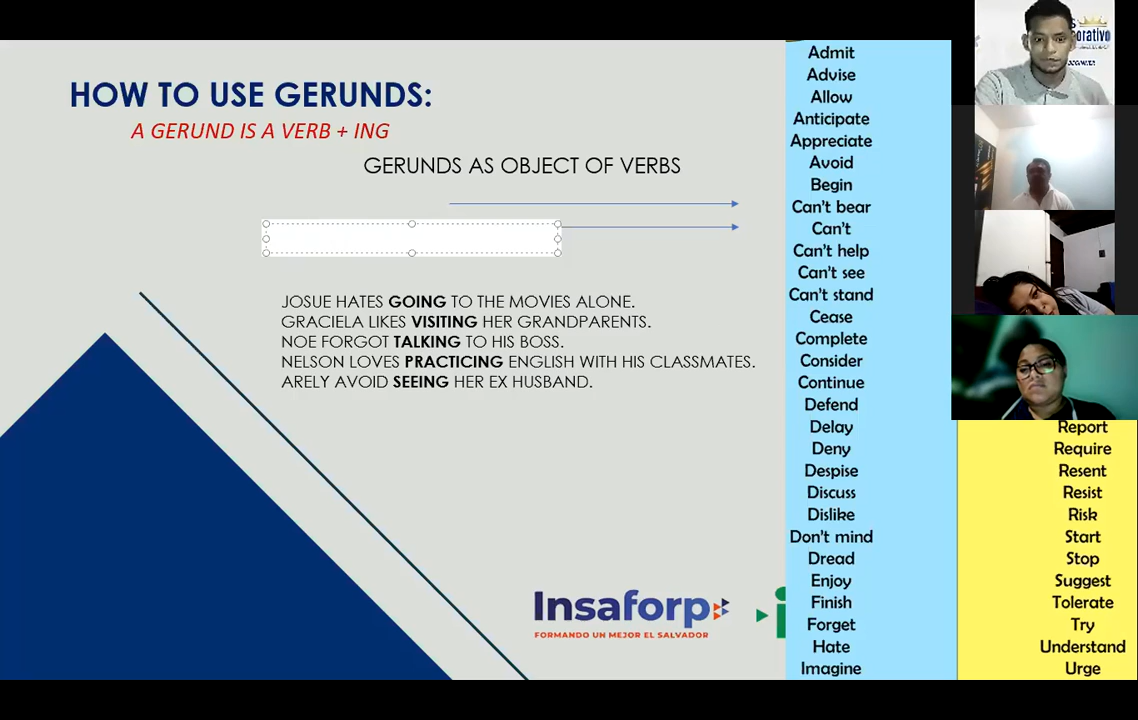 HOW TO USE GERUNDS:
A GERUND IS A VERB + ING
GERUNDS AS OBJECT OF VERBS
JOSUE HATES GOING TO THE MOVIES ALONE.
GRACIELA LIKES VISITING HER GRANDPARENTS.
NOE FORGOT TALKING TO HIS BOSS.
NELSON LOVES PRACTICING ENGLISH WITH HIS CLASSMATES.
ARELY AVOID SEEING HER EX HUSBAND.
Insaforp
FORMANDO UN MEJOR EL SALVADOR
Admit
Advise
Allow
Anticipate
Appreciate
Avoid
Begin
Can't bear
Can't
Can't help
Can't see
Can't stand
Cease
Complete
Consider
Continue
Defend
Delay
Deny
Despise
Discuss
Dislike
Don't mind
Dread
Enjoy
Finish
Forget
Hate
Imagine
Report
Require
Resent
Resist
Risk
Start
Stop
Suggest
Tolerate
Try
Understand
Urge